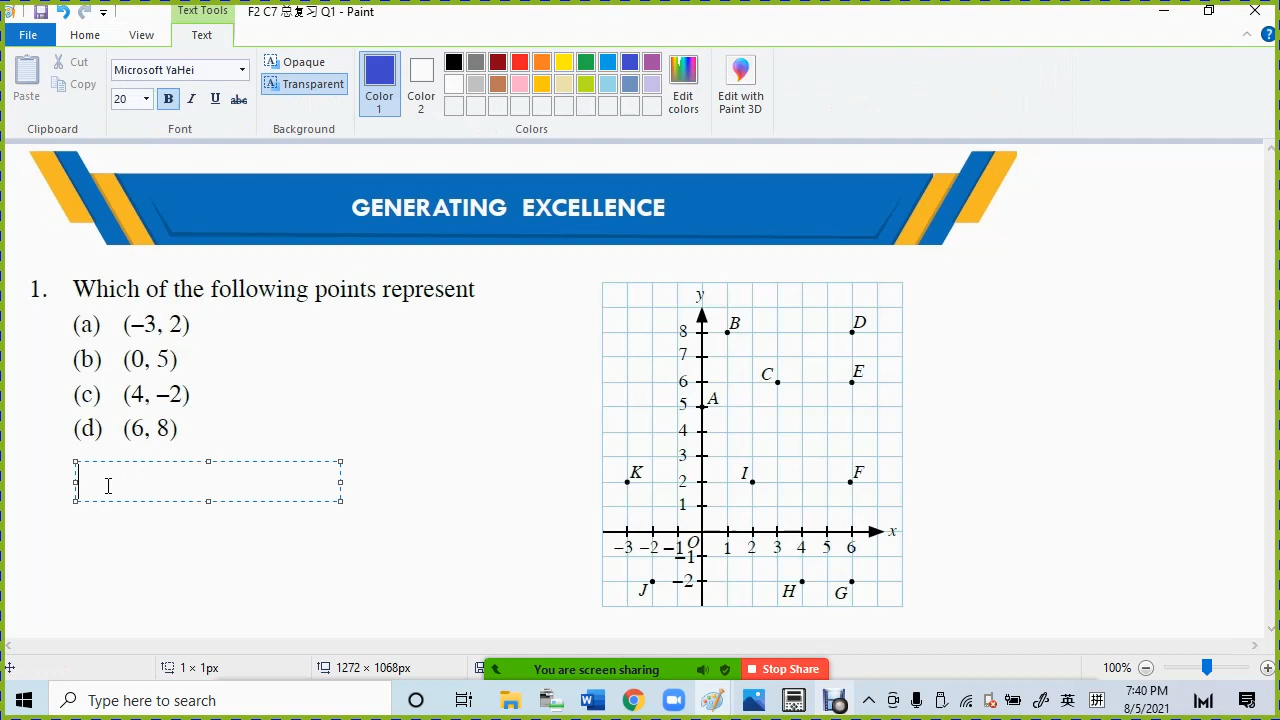 Text Tools
F2 C7 总复习 Q1 - Paint
File
Home
View
Text
Paste
Cut
Copy
Clipboard
Microsoft YaHei
20
B
I
U
abc
Font
Opaque
Transparent
Background
Color 1
Color 2
Colors
Edit colors
Edit with Paint 3D
GENERATING EXCELLENCE
1. Which of the following points represent
(a) (–3, 2)
(b) (0, 5)
(c) (4, –2)
(d) (6, 8)
y
8
7
6
5
4
3
2
1
B
D
C
E
A
K
I
F
x
O
−3 −2 −1 1 2 3 4 5 6
−1
−2
J
H
G
1 × 1px
1272 × 1068px
You are screen sharing
Stop Share
100%
Type here to search
英
拼
7:40 PM
8/5/2021